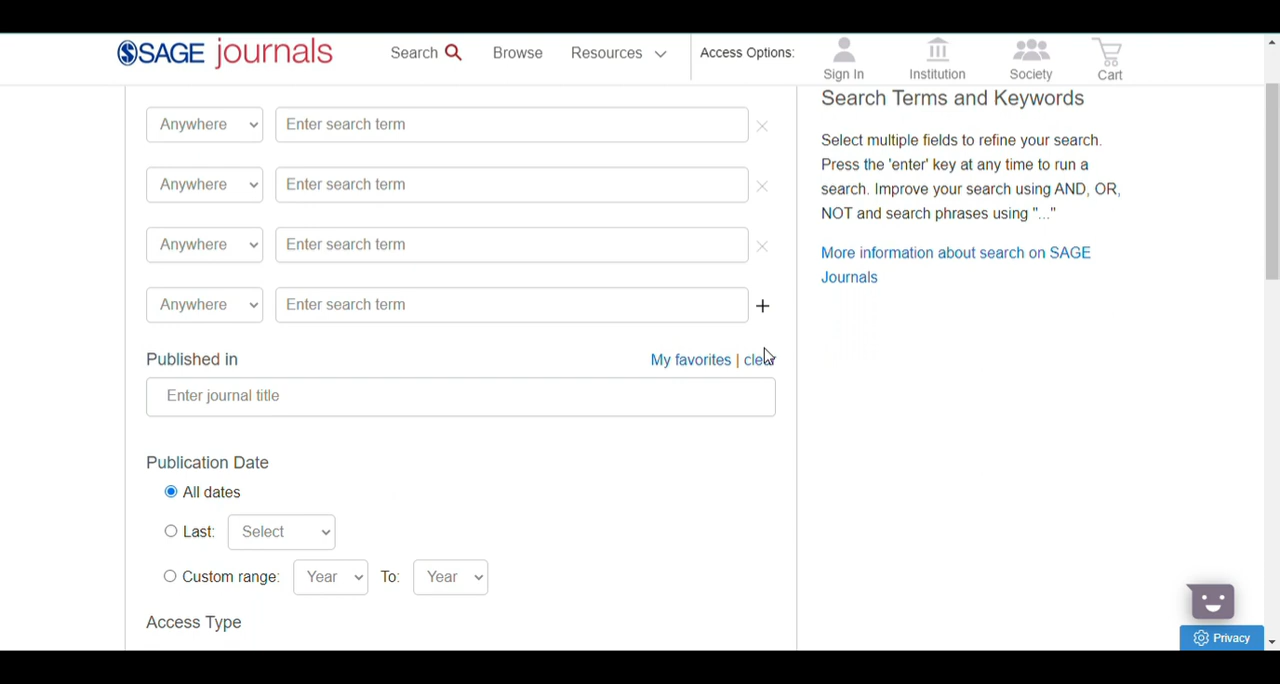 SAGE journals
Search
Browse
Resources
Access Options:
Sign In
Institution
Society
Cart
Anywhere
Enter search term
Anywhere
Enter search term
Anywhere
Enter search term
Anywhere
Enter search term
Published in
My favorites | clear
Enter journal title
Publication Date
All dates
Last:
Select
Custom range:
Year
To:
Year
Access Type
Search Terms and Keywords
Select multiple fields to refine your search.
Press the 'enter' key at any time to run a
search. Improve your search using AND, OR,
NOT and search phrases using "..."
More information about search on SAGE
Journals
Privacy